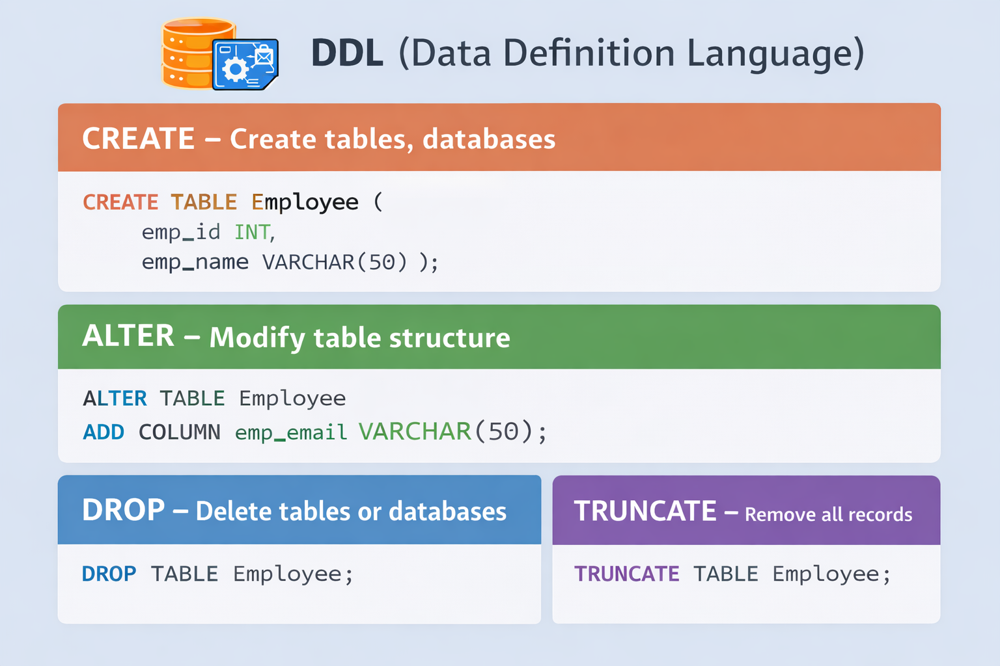 DDL (Data Definition Language)
CREATE – Create tables, databases
CREATE TABLE Employee (
emp_id INT,
emp_name VARCHAR(50) );
ALTER – Modify table structure
ALTER TABLE Employee
ADD COLUMN emp_email VARCHAR(50);
DROP – Delete tables or databases
DROP TABLE Employee;
TRUNCATE – Remove all records
TRUNCATE TABLE Employee;